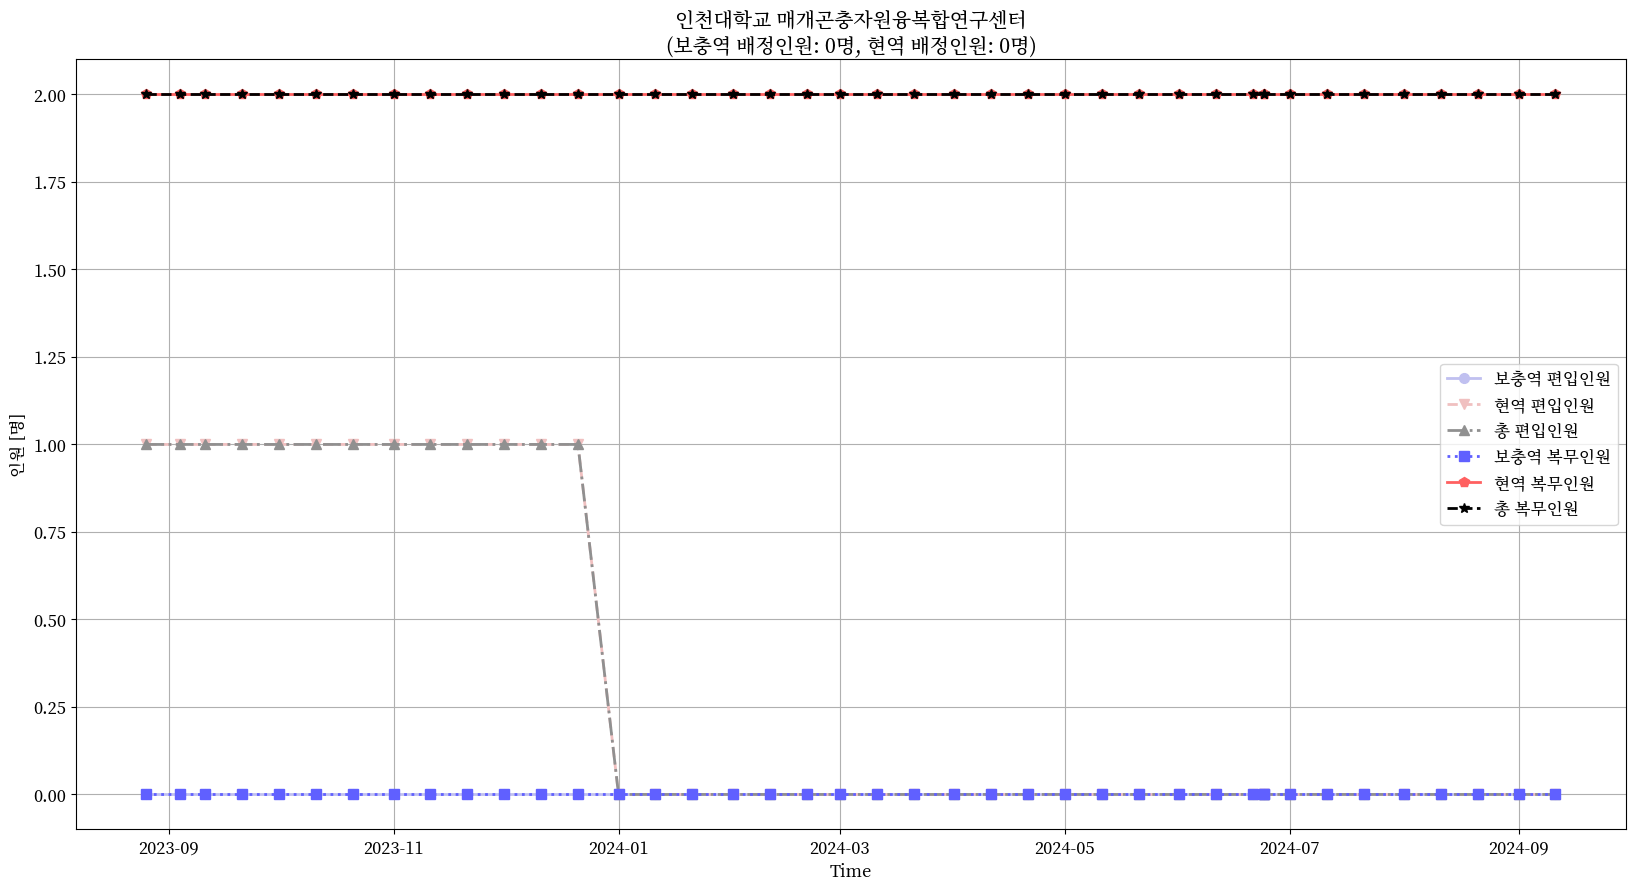 인천대학교 매개곤충자원융복합연구센터
(보충역 배정인원: 0명, 현역 배정인원: 0명)
2.00
1.75
1.50
1.25
1.00
0.75
0.50
0.25
0.00
인원 [명]
보충역 편입인원
현역 편입인원
총 편입인원
보충역 복무인원
현역 복무인원
총 복무인원
2023-09
2023-11
2024-01
2024-03
2024-05
2024-07
2024-09
Time